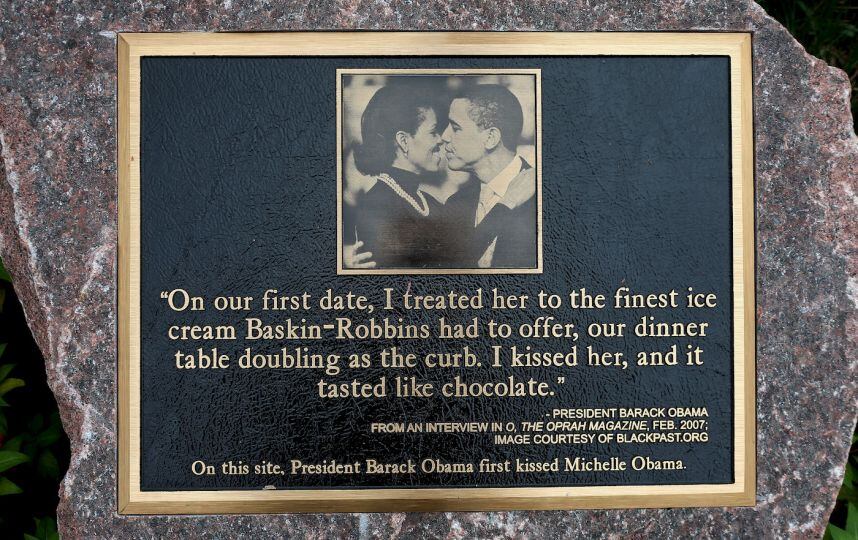 “On our first date, I treated her to the finest ice
cream Baskin-Robbins had to offer, our dinner
table doubling as the curb. I kissed her, and it
tasted like chocolate.”
- PRESIDENT BARACK OBAMA
FROM AN INTERVIEW IN O, THE OPRAH MAGAZINE, FEB. 2007;
IMAGE COURTESY OF BLACKPAST.ORG
On this site, President Barack Obama first kissed Michelle Obama.